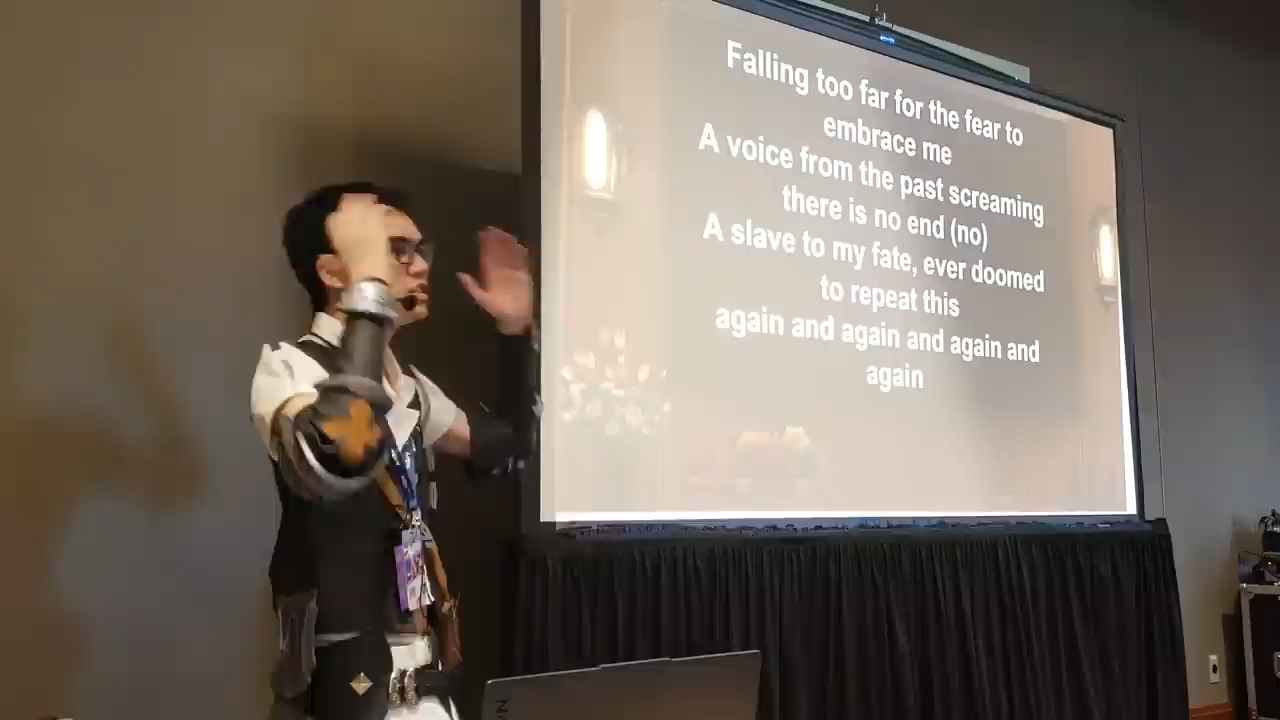 Falling too far for the fear to
embrace me
A voice from the past screaming
there is no end (no)
A slave to my fate, ever doomed
to repeat this
again and again and again and
again